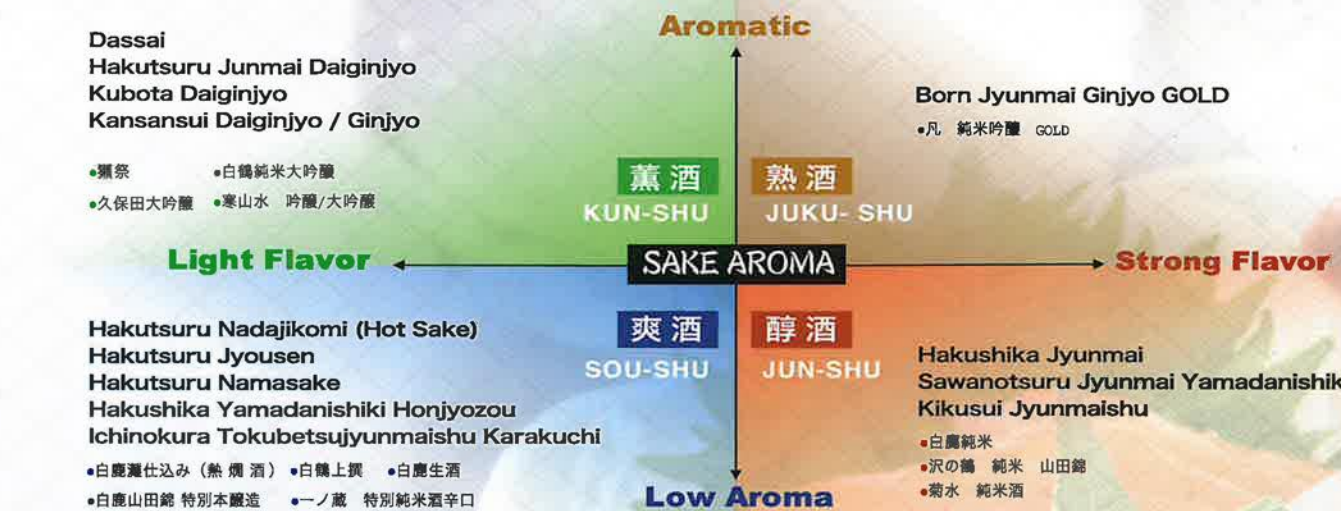 Aromatic
Dassai
Hakutsuru Junmai Daiginjyo
Kubota Daiginjyo
Kansansui Daiginjyo / Ginjyo
•獺祭 •白鶴純米大吟醸
•久保田大吟醸 •寒山水 吟醸/大吟醸
Born Jyunmai Ginjyo GOLD
•凡 純米吟醸 GOLD
薫酒 熟酒
KUN-SHU JUKU- SHU
Light Flavor SAKE AROMA Strong Flavor
爽酒 醇酒
SOU-SHU JUN-SHU
Hakutsuru Nadajikomi (Hot Sake)
Hakutsuru Jyousen
Hakutsuru Namasake
Hakushika Yamadanishiki Honjyozou
Ichinokura Tokubetsujyunmaishu Karakuchi
•白鹿灘仕込み（熱燗酒） •白鶴上撰 •白鹿生酒
•白鹿山田錦 特別本醸造 •一ノ蔵 特別純米酒辛口
Hakushika Jyunmai
Sawanotsuru Jyunmai Yamadanishik
Kikusui Jyunmaishu
•白鹿純米
•沢の鶴 純米 山田錦
•菊水 純米酒
Low Aroma